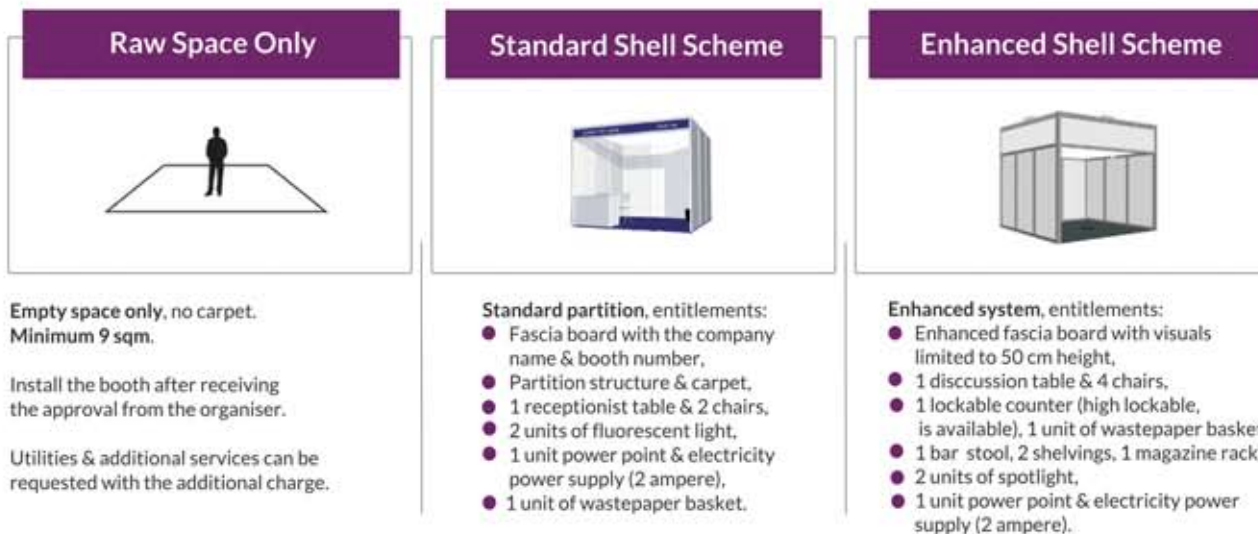 Raw Space Only
Empty space only, no carpet.
Minimum 9 sqm.
Install the booth after receiving
the approval from the organiser.
Utilities & additional services can be
requested with the additional charge.
Standard Shell Scheme
Standard partition, entitlements:
Fascia board with the company
name & booth number,
Partition structure & carpet,
1 receptionist table & 2 chairs,
2 units of fluorescent light,
1 unit power point & electricity
power supply (2 ampere),
1 unit of wastepaper basket.
Enhanced Shell Scheme
Enhanced system, entitlements:
Enhanced fascia board with visuals
limited to 50 cm height,
1 disccussion table & 4 chairs,
1 lockable counter (high lockable,
is available), 1 unit of wastepaper basket
1 bar stool, 2 shelvings, 1 magazine rack
2 units of spotlight,
1 unit power point & electricity power
supply (2 ampere).